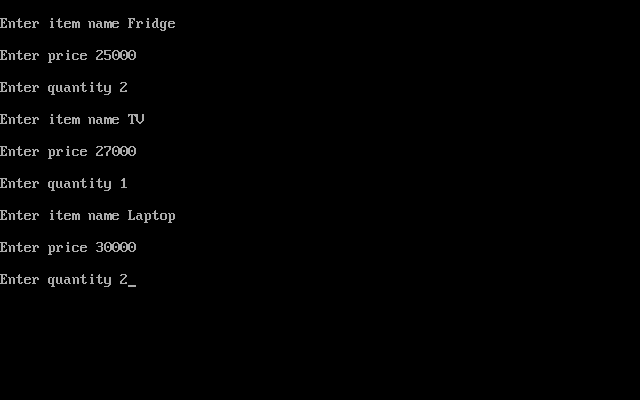 Enter item name Fridge
Enter price 25000
Enter quantity 2
Enter item name TV
Enter price 27000
Enter quantity 1
Enter item name Laptop
Enter price 30000
Enter quantity 2_